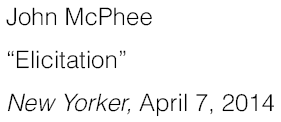 John McPhee
“Elicitation”
New Yorker, April 7, 2014